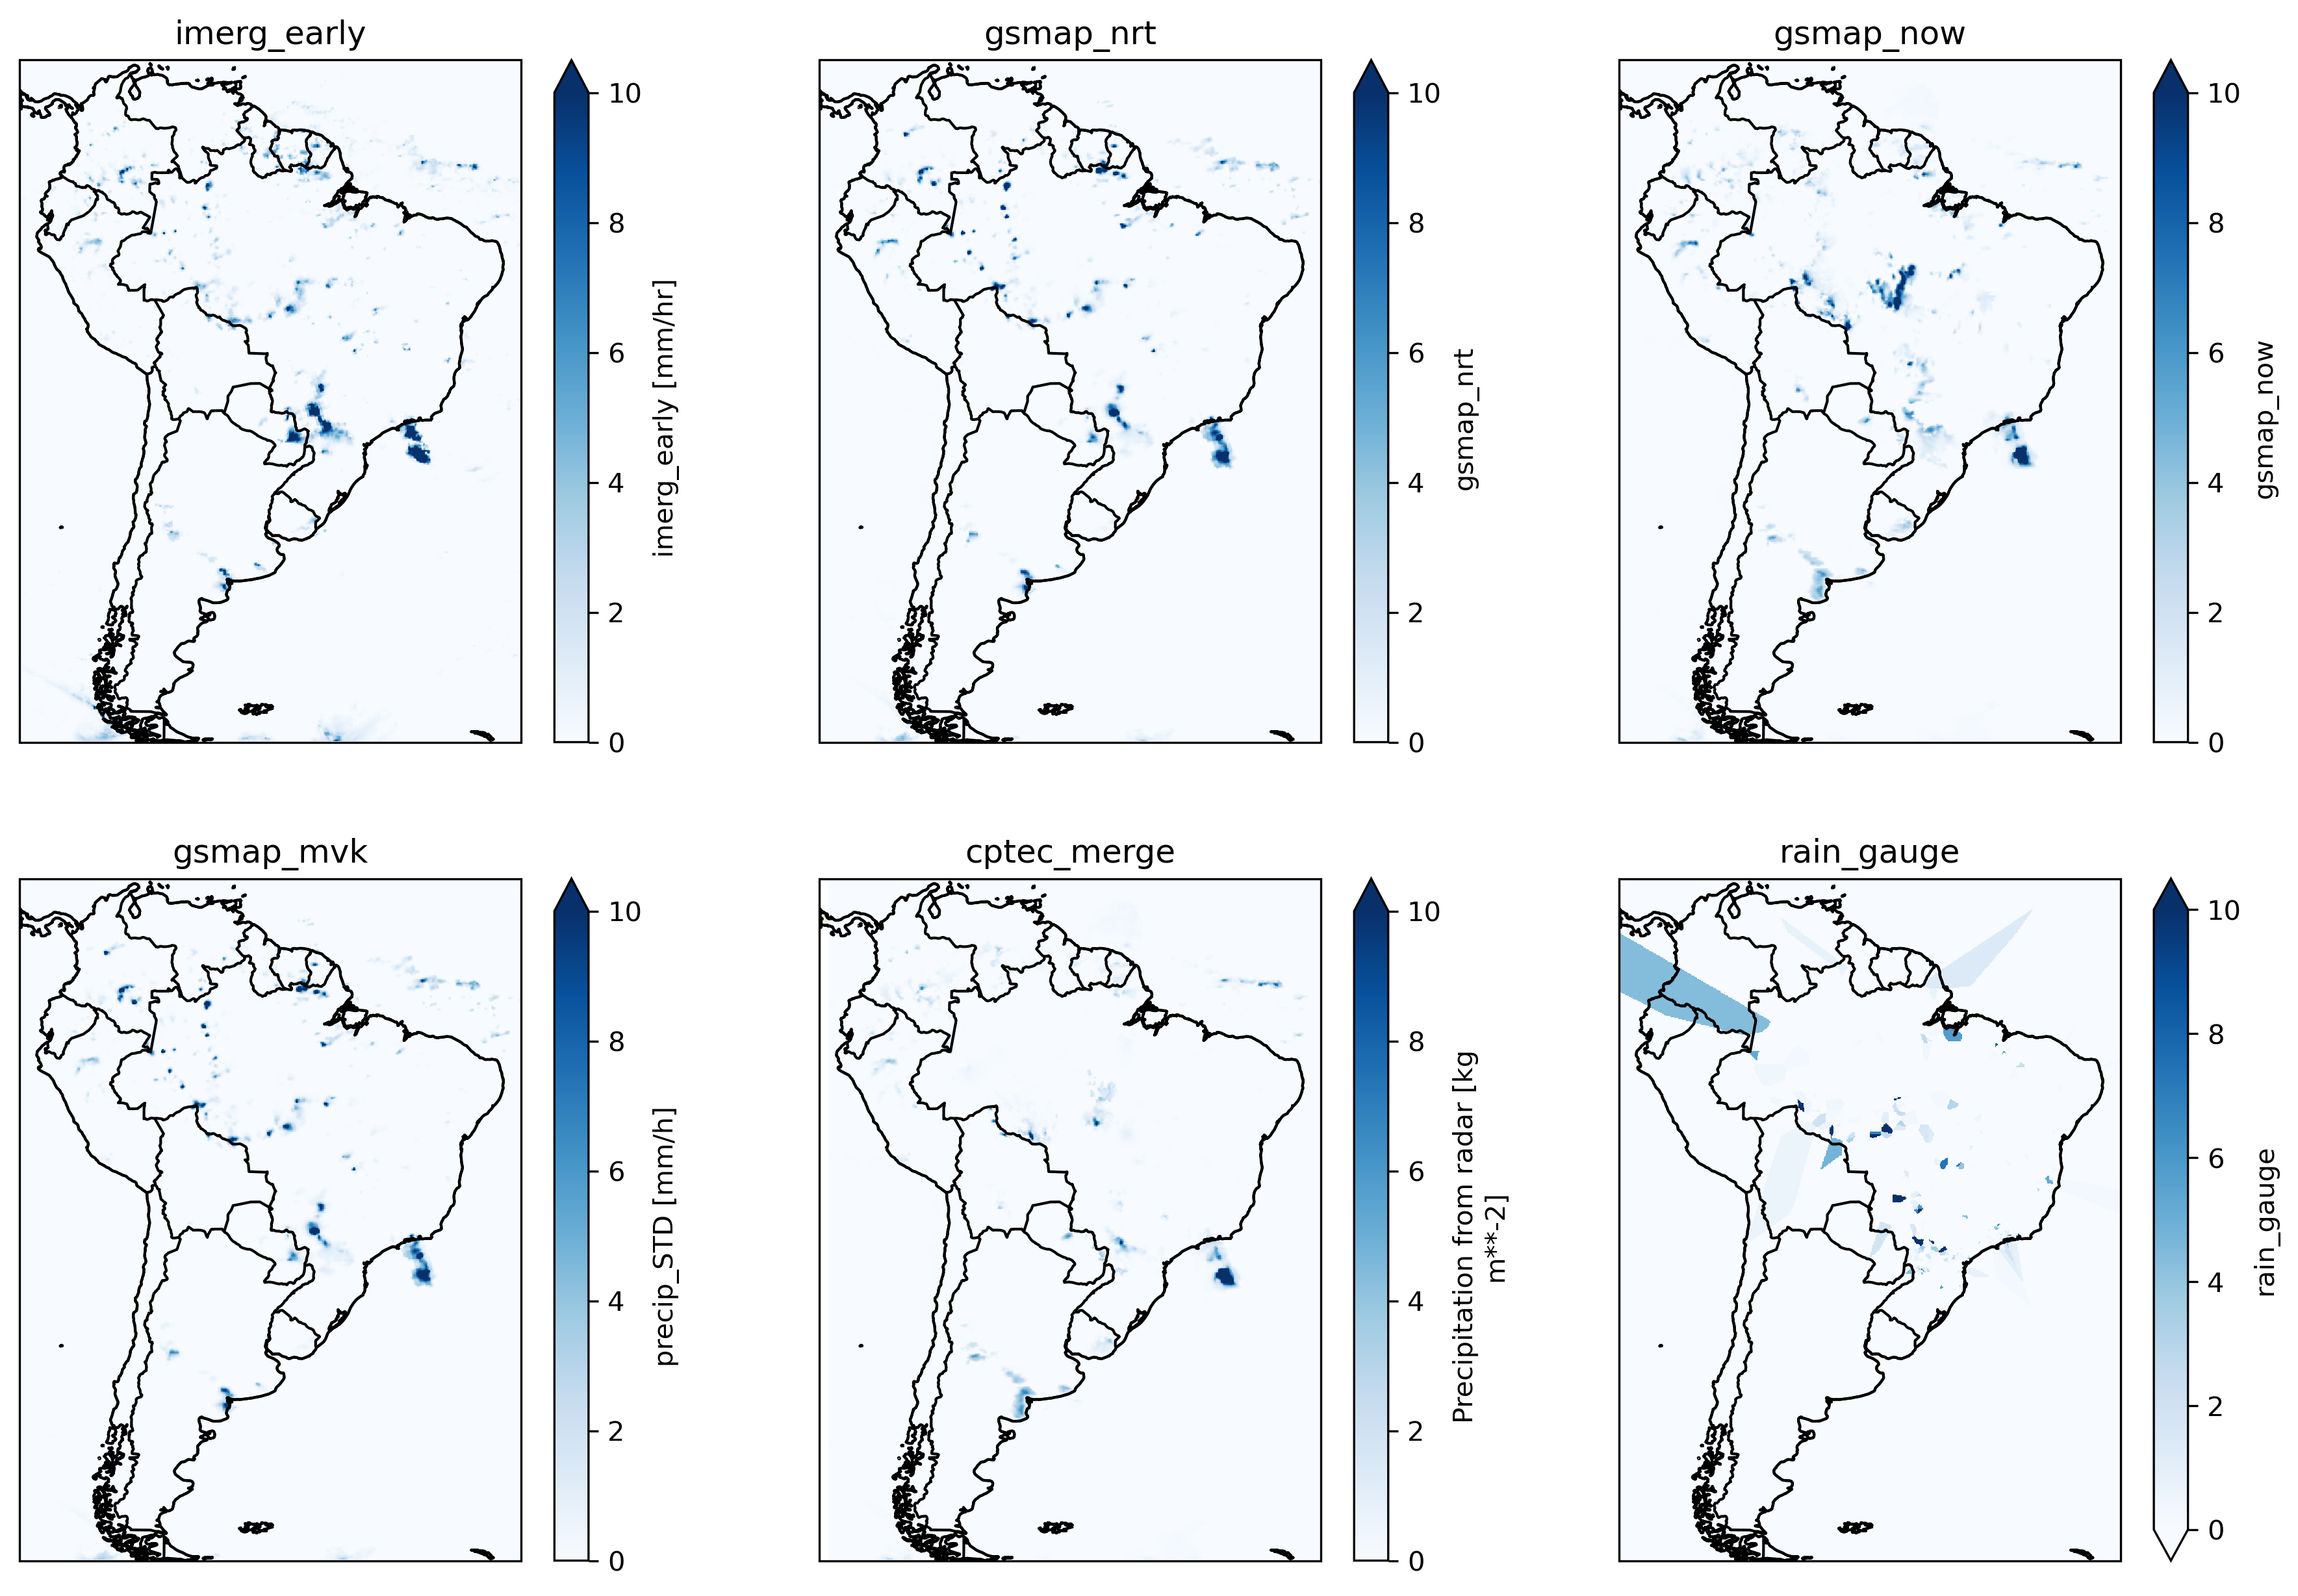 imerg_early
10
8
6
4
2
0
imerg_early [mm/hr]
gsmap_nrt
10
8
6
4
2
0
gsmap_nrt
gsmap_now
10
8
6
4
2
0
gsmap_now
gsmap_mvk
10
8
6
4
2
0
precip_STD [mm/h]
cptec_merge
10
8
6
4
2
0
Precipitation from radar [kg
m**-2]
rain_gauge
10
8
6
4
2
0
rain_gauge